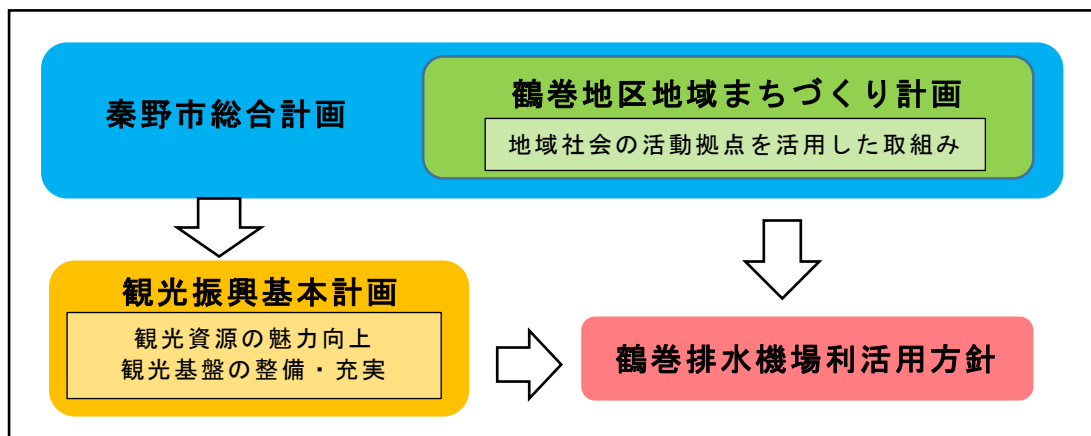 秦野市総合計画
鶴巻地区地域まちづくり計画
地域社会の活動拠点を活用した取組み
観光振興基本計画
観光資源の魅力向上
観光基盤の整備・充実
鶴巻排水機場利活用方針